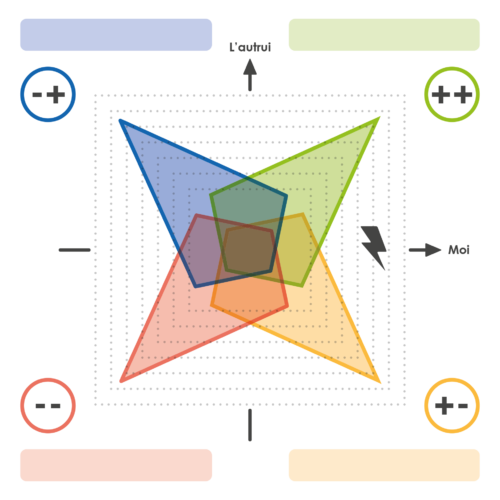 L'autrui
-+
++
Moi
--
+-